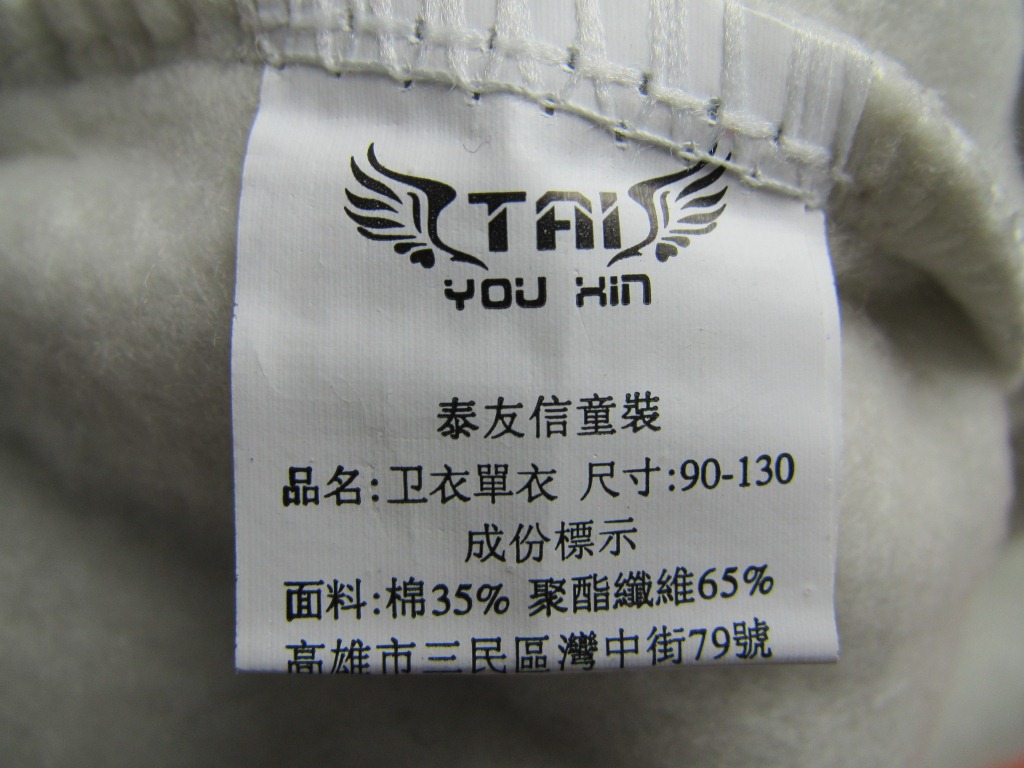 TAI
YOU XIN
泰友信童裝
品名:卫衣單衣 尺寸:90-130
成份標示
面料:棉35% 聚酯纖維65%
高雄市三民區灣中街79號